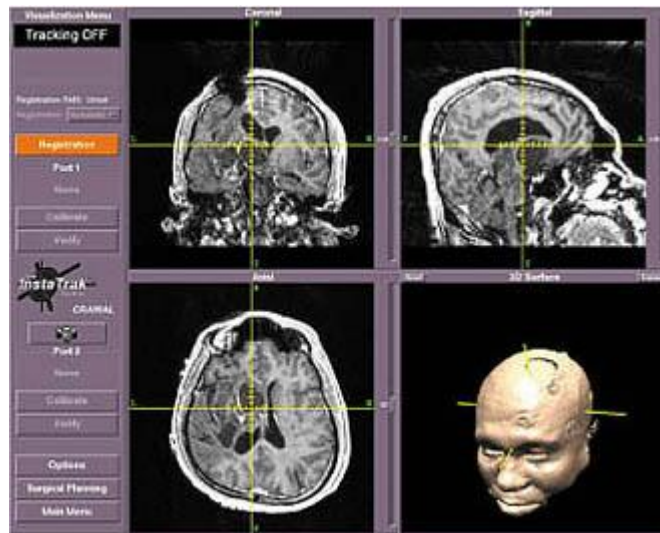 Visualization Menu
Tracking OFF
Registration
Port 1
None
Calibrate
Verify
InstaTrak
CRANIAL
Port 2
None
Calibrate
Verify
Options
Surgical Planning
Main Menu
Coronal
Sagittal
Axial
3D Surface